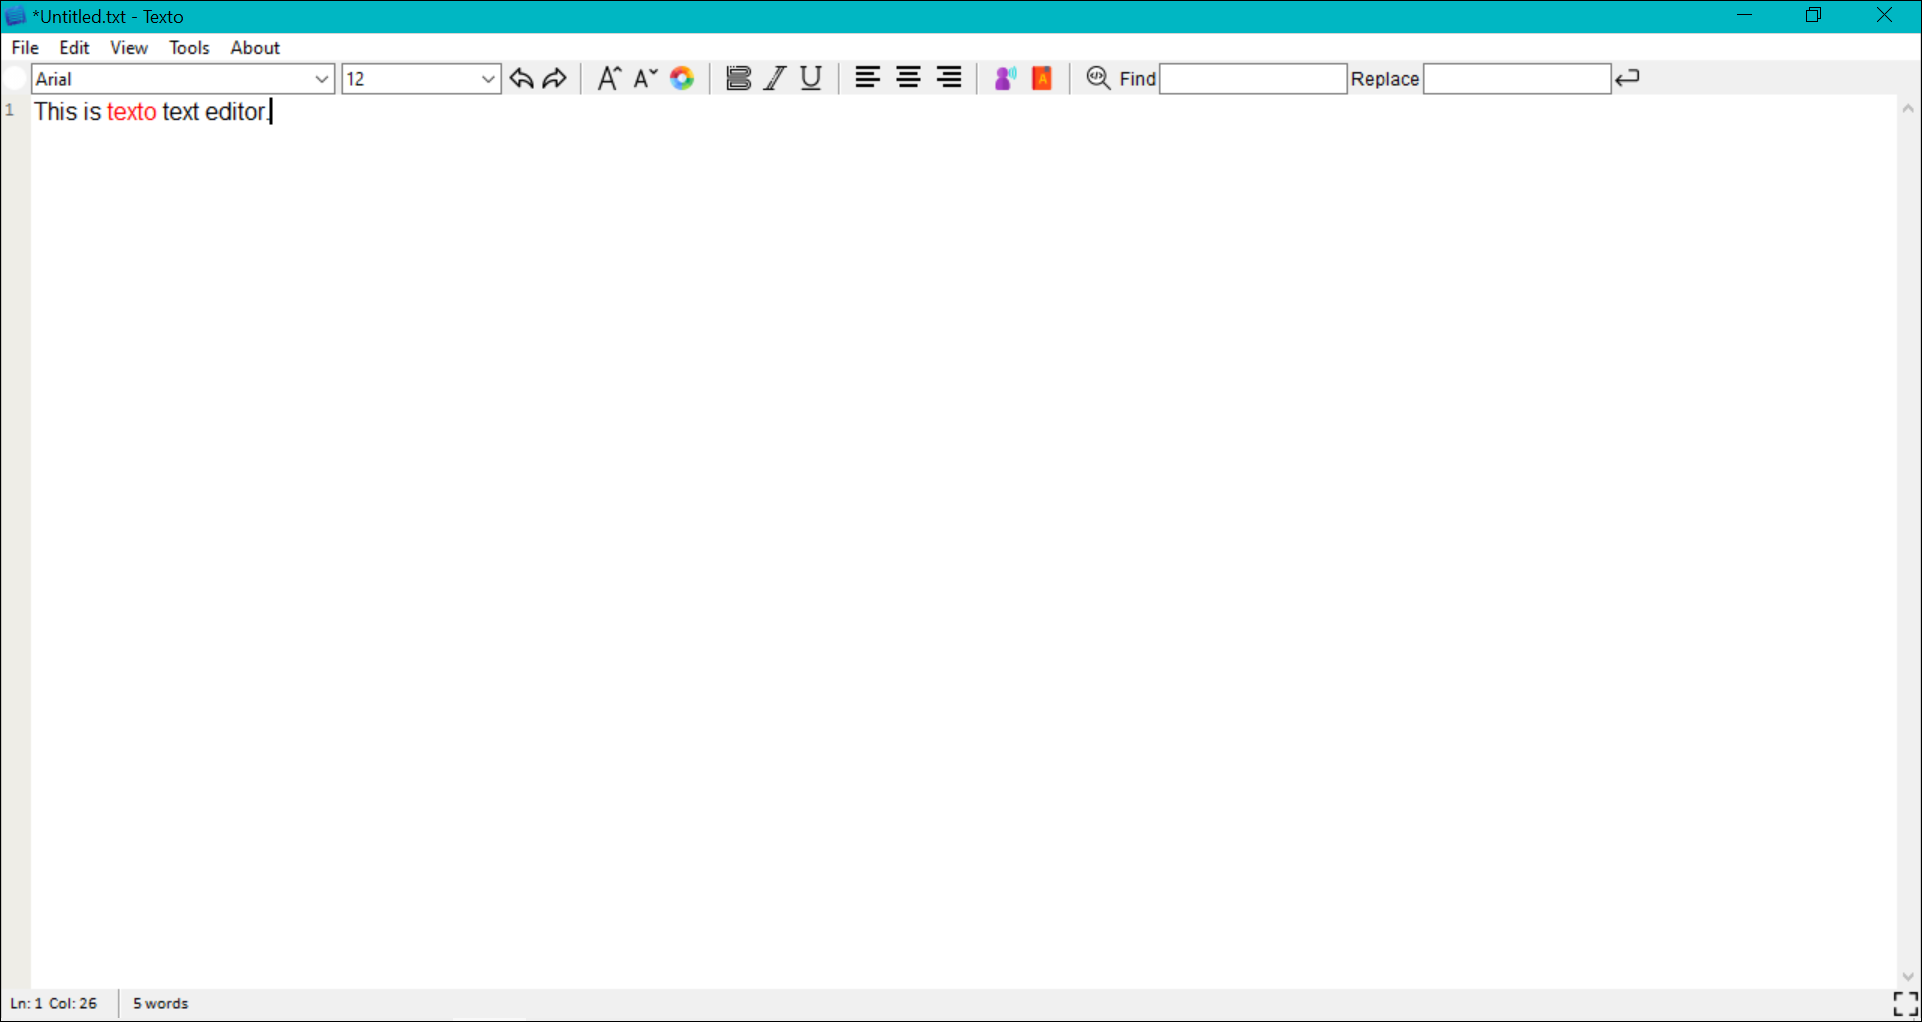 *Untitled.txt - Texto
File Edit View Tools About
Arial 12 Find Replace
1 This is texto text editor.
Ln: 1 Col: 26 5 words